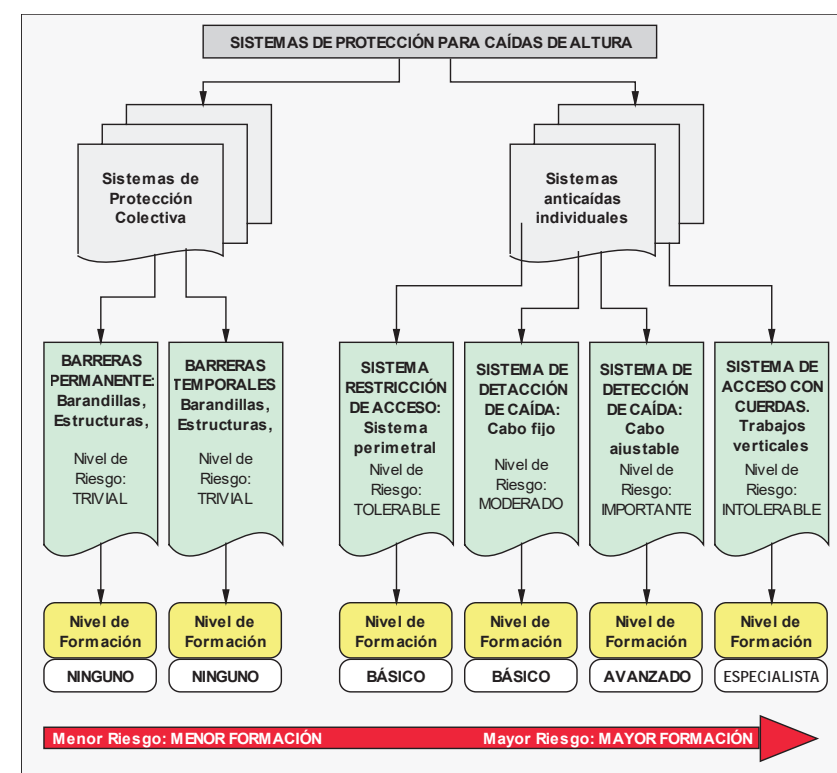 SISTEMAS DE PROTECCIÓN PARA CAÍDAS DE ALTURA
Sistemas de
Protección
Colectiva
Sistemas
anticaídas
individuales
BARRERAS
PERMANENTE:
Barandillas,
Estructuras,
Nivel de
Riesgo:
TRIVIAL
BARRERAS
TEMPORALES
Barandillas,
Estructuras,
Nivel de
Riesgo:
TRIVIAL
SISTEMA
RESTRICCIÓN
DE ACCESO:
Sistema
perimetral
Nivel de
Riesgo:
TOLERABLE
SISTEMA DE
DETACCIÓN
DE CAÍDA:
Cabo fijo
Nivel de
Riesgo:
MODERADO
SISTEMA DE
DETECCIÓN
DE CAÍDA:
Cabo
ajustable
Nivel de
Riesgo:
IMPORTANTE
SISTEMA DE
ACCESO CON
CUERDAS.
Trabajos
verticales
Nivel de
Riesgo:
INTOLERABLE
Nivel de
Formación
NINGUNO
Nivel de
Formación
NINGUNO
Nivel de
Formación
BÁSICO
Nivel de
Formación
BÁSICO
Nivel de
Formación
AVANZADO
Nivel de
Formación
ESPECIALISTA
Menor Riesgo: MENOR FORMACIÓN
Mayor Riesgo: MAYOR FORMACIÓN